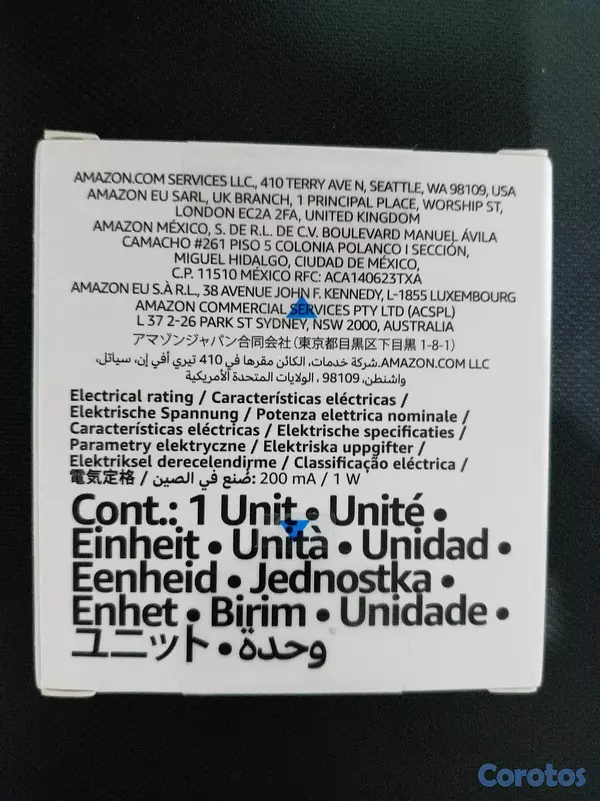 AMAZON.COM SERVICES LLC., 410 TERRY AVE N, SEATTLE, WA 98109, USA
AMAZON EU SARL, UK BRANCH, 1 PRINCIPAL PLACE, WORSHIP ST,
LONDON EC2A 2FA, UNITED KINGDOM
AMAZON MÉXICO, S. DE R.L. DE C.V. BOULEVARD MANUEL ÁVILA
CAMACHO #261 PISO 5 COLONIA POLANCO I SECCIÓN,
MIGUEL HIDALGO, CIUDAD DE MÉXICO,
C.P. 11510 MÉXICO RFC: ACA140623TXA
AMAZON EU S.À R.L., 38 AVENUE JOHN F. KENNEDY, L-1855 LUXEMBOURG
AMAZON COMMERCIAL SERVICES PTY LTD (ACSPL)
L 37 2-26 PARK ST SYDNEY, NSW 2000, AUSTRALIA
アマゾンジャパン合同会社 (東京都目黒区下目黒 1-8-1)
AMAZON.COM LLC.شركة خدمات، الكائن مقرها في 410 تيري أفي إن، سياتل،
واشنطن، 98109 ، الولايات المتحدة الأمريكية
Electrical rating / Características eléctricas /
Elektrische Spannung / Potenza elettrica nominale /
Características eléctricas / Elektrische specificaties /
Parametry elektryczne / Elektriska uppgifter /
Elektriksel derecelendirme / Classificação elétrica /
電気定格 / صُنع في الصين: 200 mA / 1 W
Cont.: 1 Unit • Unité •
Einheit • Unità • Unidad •
Eenheid • Jednostka •
Enhet • Birim • Unidade •
ユニット • وحدة
Corotos